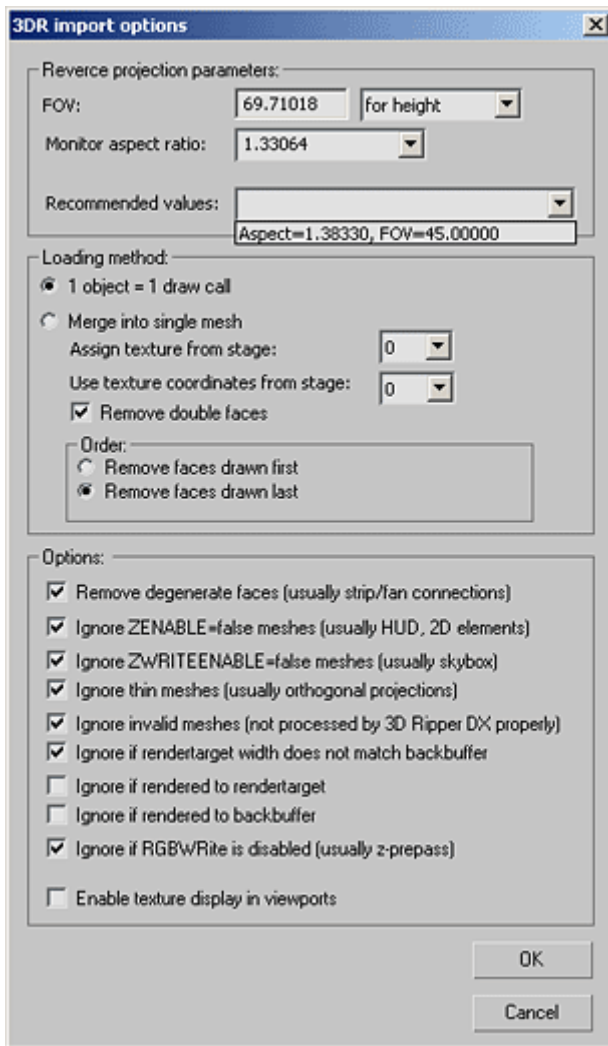 3DR import options
Reverce projection parameters:
FOV: 69.71018 for height
Monitor aspect ratio: 1.33064
Recommended values:
Aspect=1.38330, FOV=45.00000
Loading method:
1 object = 1 draw call
Merge into single mesh
Assign texture from stage: 0
Use texture coordinates from stage: 0
Remove double faces
Order:
Remove faces drawn first
Remove faces drawn last
Options:
Remove degenerate faces (usually strip/fan connections)
Ignore ZENABLE=false meshes (usually HUD, 2D elements)
Ignore ZWRITEENABLE=false meshes (usually skybox)
Ignore thin meshes (usually orthogonal projections)
Ignore invalid meshes (not processed by 3D Ripper DX properly)
Ignore if rendertarget width does not match backbuffer
Ignore if rendered to rendertarget
Ignore if rendered to backbuffer
Ignore if RGBWRite is disabled (usually z-prepass)
Enable texture display in viewports
OK
Cancel